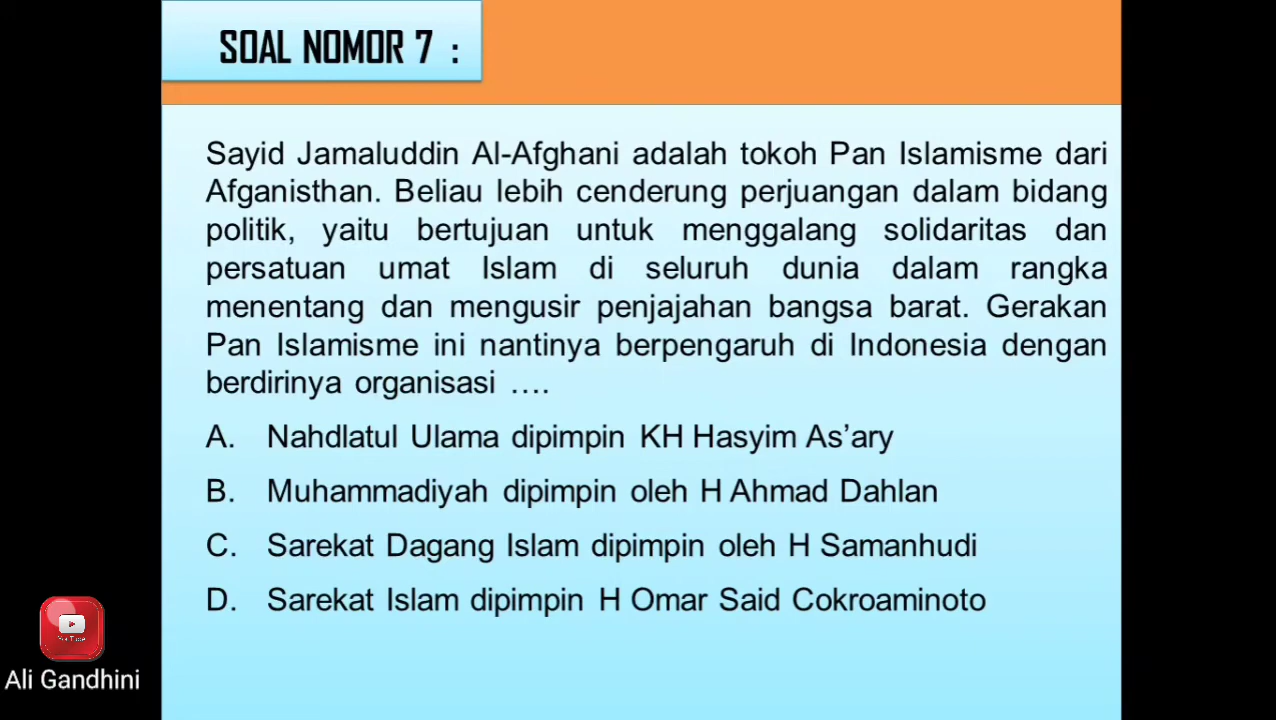 SOAL NOMOR 7 :
Sayid Jamaluddin Al-Afghani adalah tokoh Pan Islamisme dari
Afganisthan. Beliau lebih cenderung perjuangan dalam bidang
politik, yaitu bertujuan untuk menggalang solidaritas dan
persatuan umat Islam di seluruh dunia dalam rangka
menentang dan mengusir penjajahan bangsa barat. Gerakan
Pan Islamisme ini nantinya berpengaruh di Indonesia dengan
berdirinya organisasi ….
A. Nahdlatul Ulama dipimpin KH Hasyim As’ary
B. Muhammadiyah dipimpin oleh H Ahmad Dahlan
C. Sarekat Dagang Islam dipimpin oleh H Samanhudi
D. Sarekat Islam dipimpin H Omar Said Cokroaminoto
YouTube
Ali Gandhini